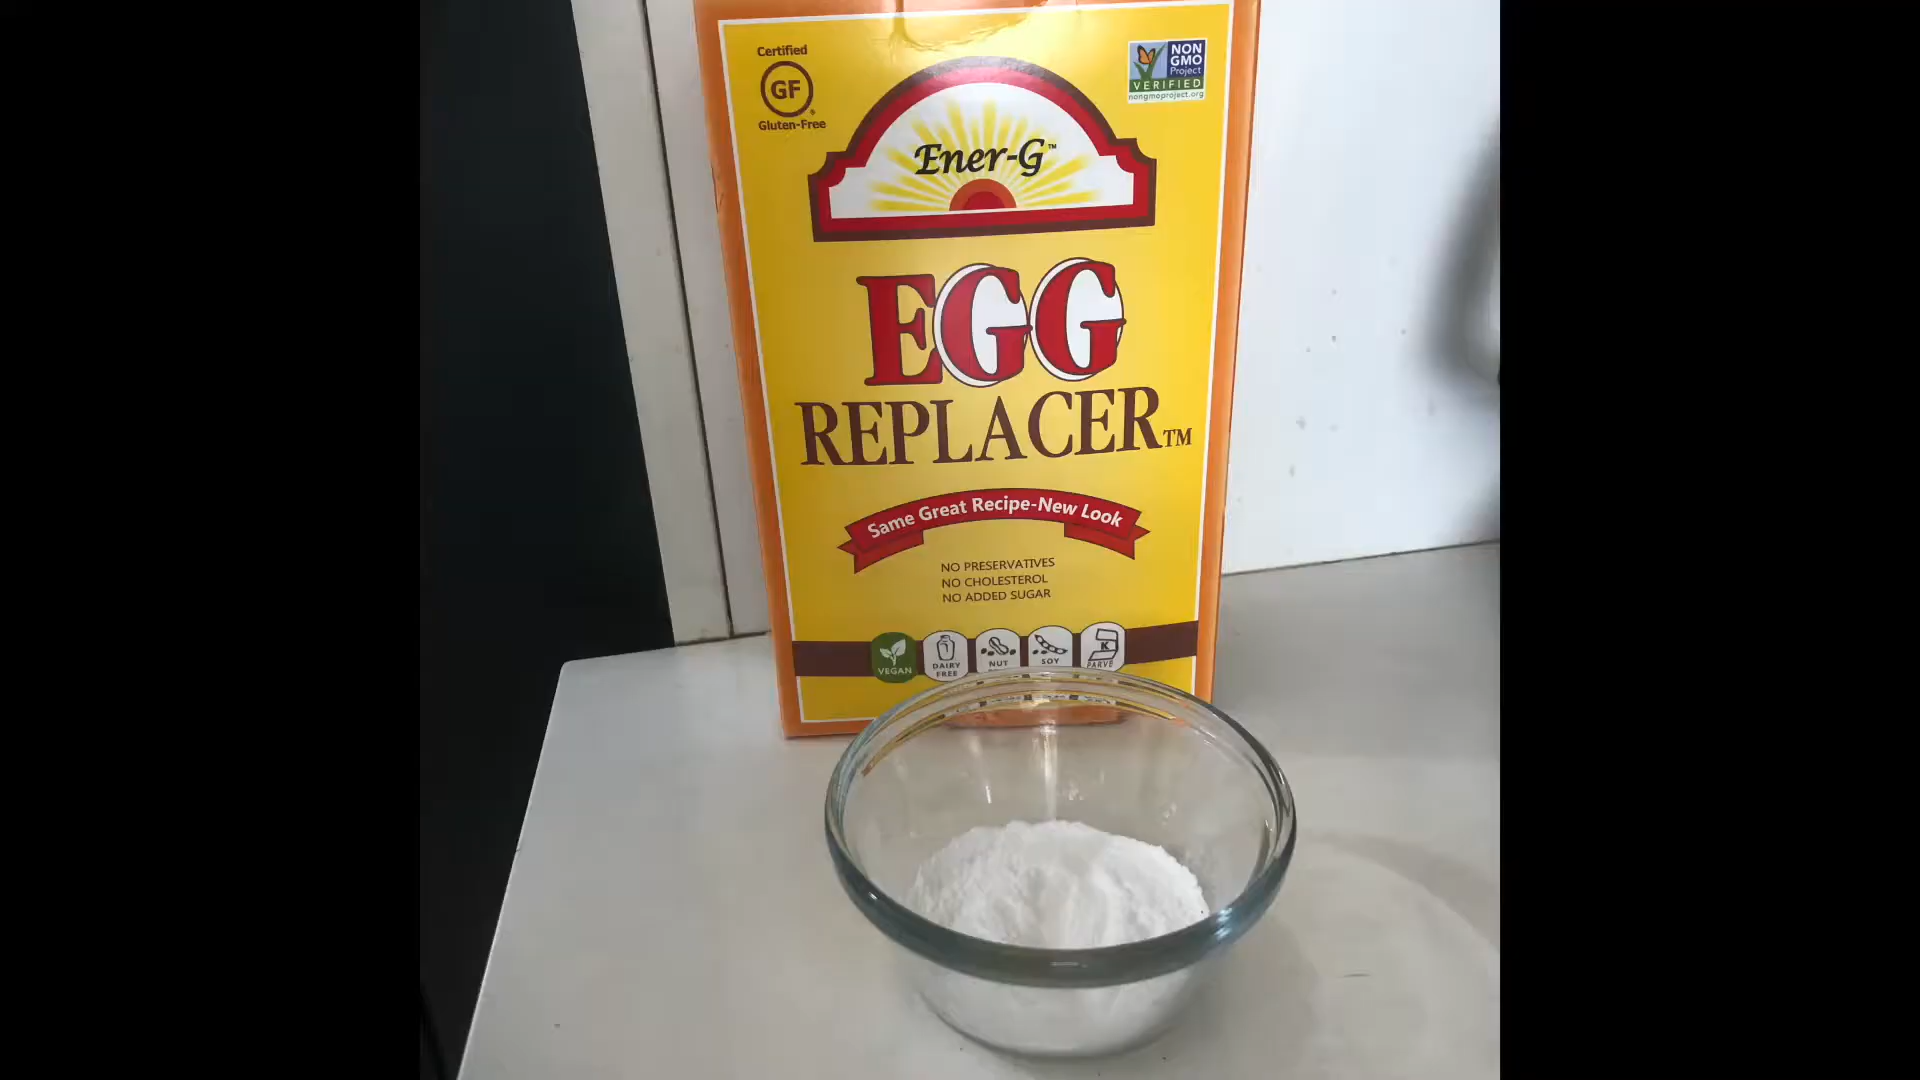 Certified
GF
Gluten-Free
NON
GMO
Project
VERIFIED
nongmoproject.org
Ener-G™
EGG
REPLACER™
Same Great Recipe-New Look
NO PRESERVATIVES
NO CHOLESTEROL
NO ADDED SUGAR
VEGAN
DAIRY
FREE
NUT
SOY
K
PARVE